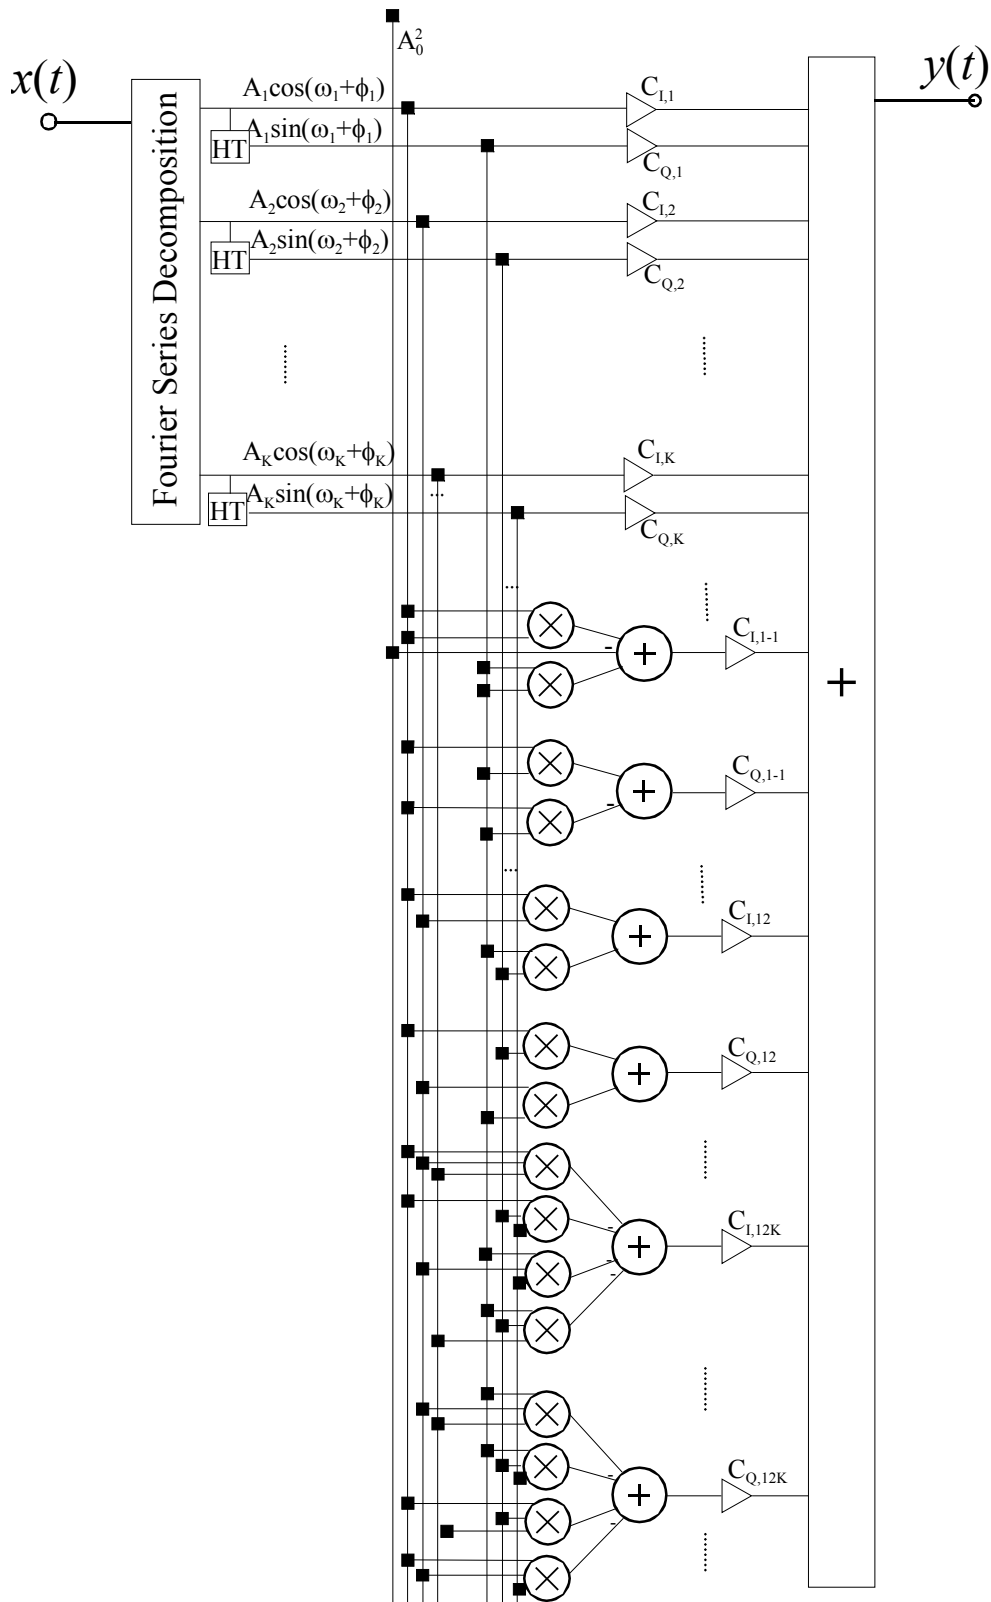 A₀²
x(t)
y(t)
Fourier Series Decomposition
A₁cos(ω₁+ϕ₁)
C_{I,1}
HT
A₁sin(ω₁+ϕ₁)
C_{Q,1}
A₂cos(ω₂+ϕ₂)
C_{I,2}
HT
A₂sin(ω₂+ϕ₂)
C_{Q,2}
........
........
A_Kcos(ω_K+ϕ_K)
C_{I,K}
...
HT
A_Ksin(ω_K+ϕ_K)
C_{Q,K}
...
........
×
-
+
C_{I,1-1}
×
+
×
+
C_{Q,1-1}
-
×
...
........
×
+
C_{I,12}
×
×
+
C_{Q,12}
×
........
×
-
×
+
C_{I,12K}
-
×
-
×
........
×
-
×
+
C_{Q,12K}
-
×
........
×